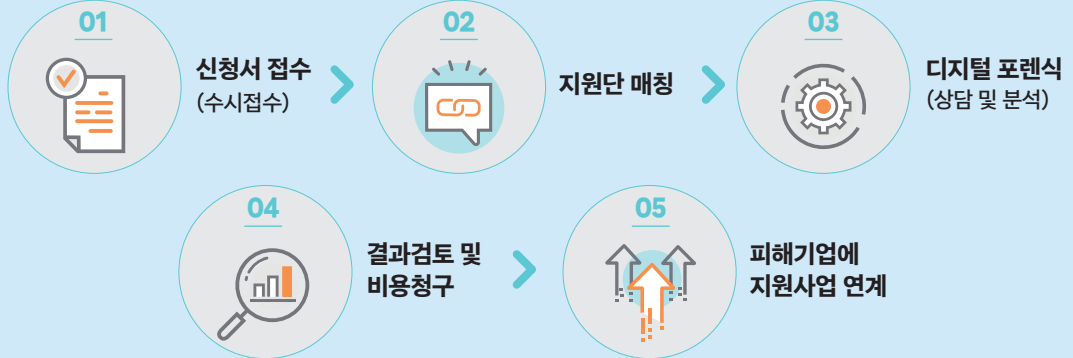 01
신청서 접수
(수시접수)
02
지원단 매칭
03
디지털 포렌식
(상담 및 분석)
04
결과검토 및
비용청구
05
피해기업에
지원사업 연계